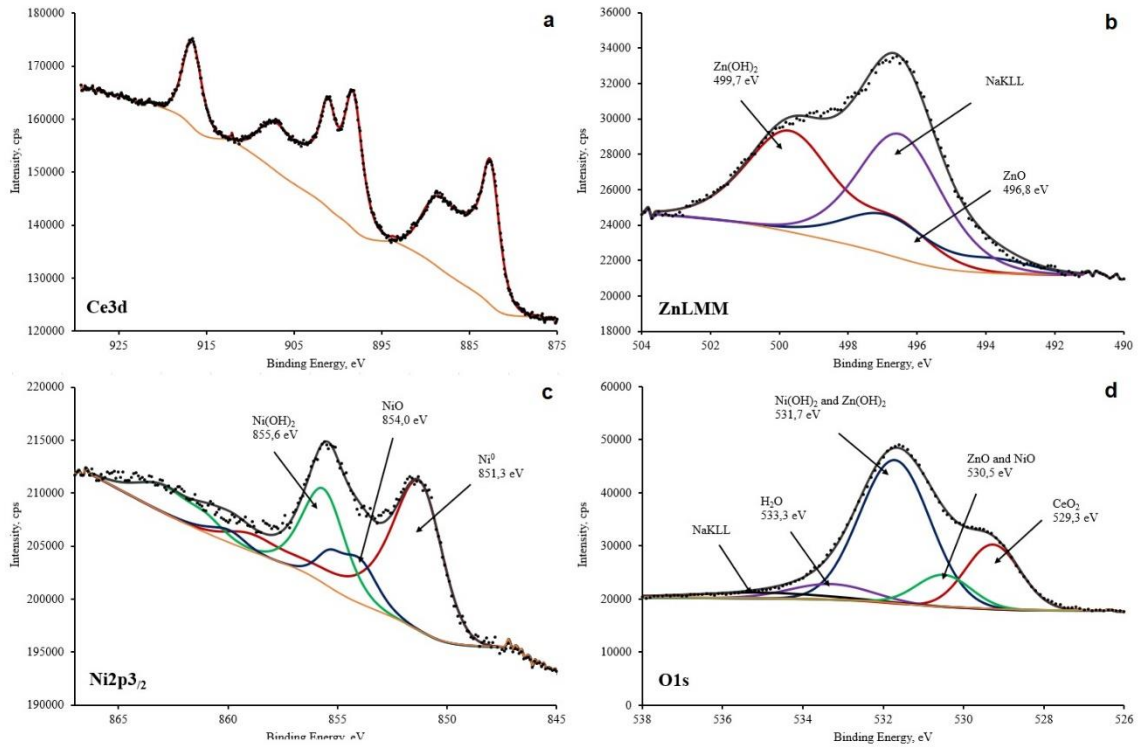 a
180000
170000
160000
150000
140000
130000
120000
Intensity, cps
Ce3d
925
915
905
895
885
875
Binding Energy, eV
b
36000
34000
32000
30000
28000
26000
24000
22000
20000
18000
Intensity, cps
Zn(OH)₂
499,7 eV
NaKLL
ZnO
496,8 eV
ZnLMM
504
502
500
498
496
494
492
490
Binding Energy, eV
c
220000
215000
210000
205000
200000
195000
190000
Intensity, cps
Ni(OH)₂
855,6 eV
NiO
854,0 eV
Ni⁰
851,3 eV
Ni2p3/₂
865
860
855
850
845
Binding Energy, eV
d
60000
50000
40000
30000
20000
10000
0
Intensity, cps
Ni(OH)₂ and Zn(OH)₂
531,7 eV
ZnO and NiO
530,5 eV
H₂O
533,3 eV
CeO₂
529,3 eV
NaKLL
O1s
538
536
534
532
530
528
526
Binding Energy, eV